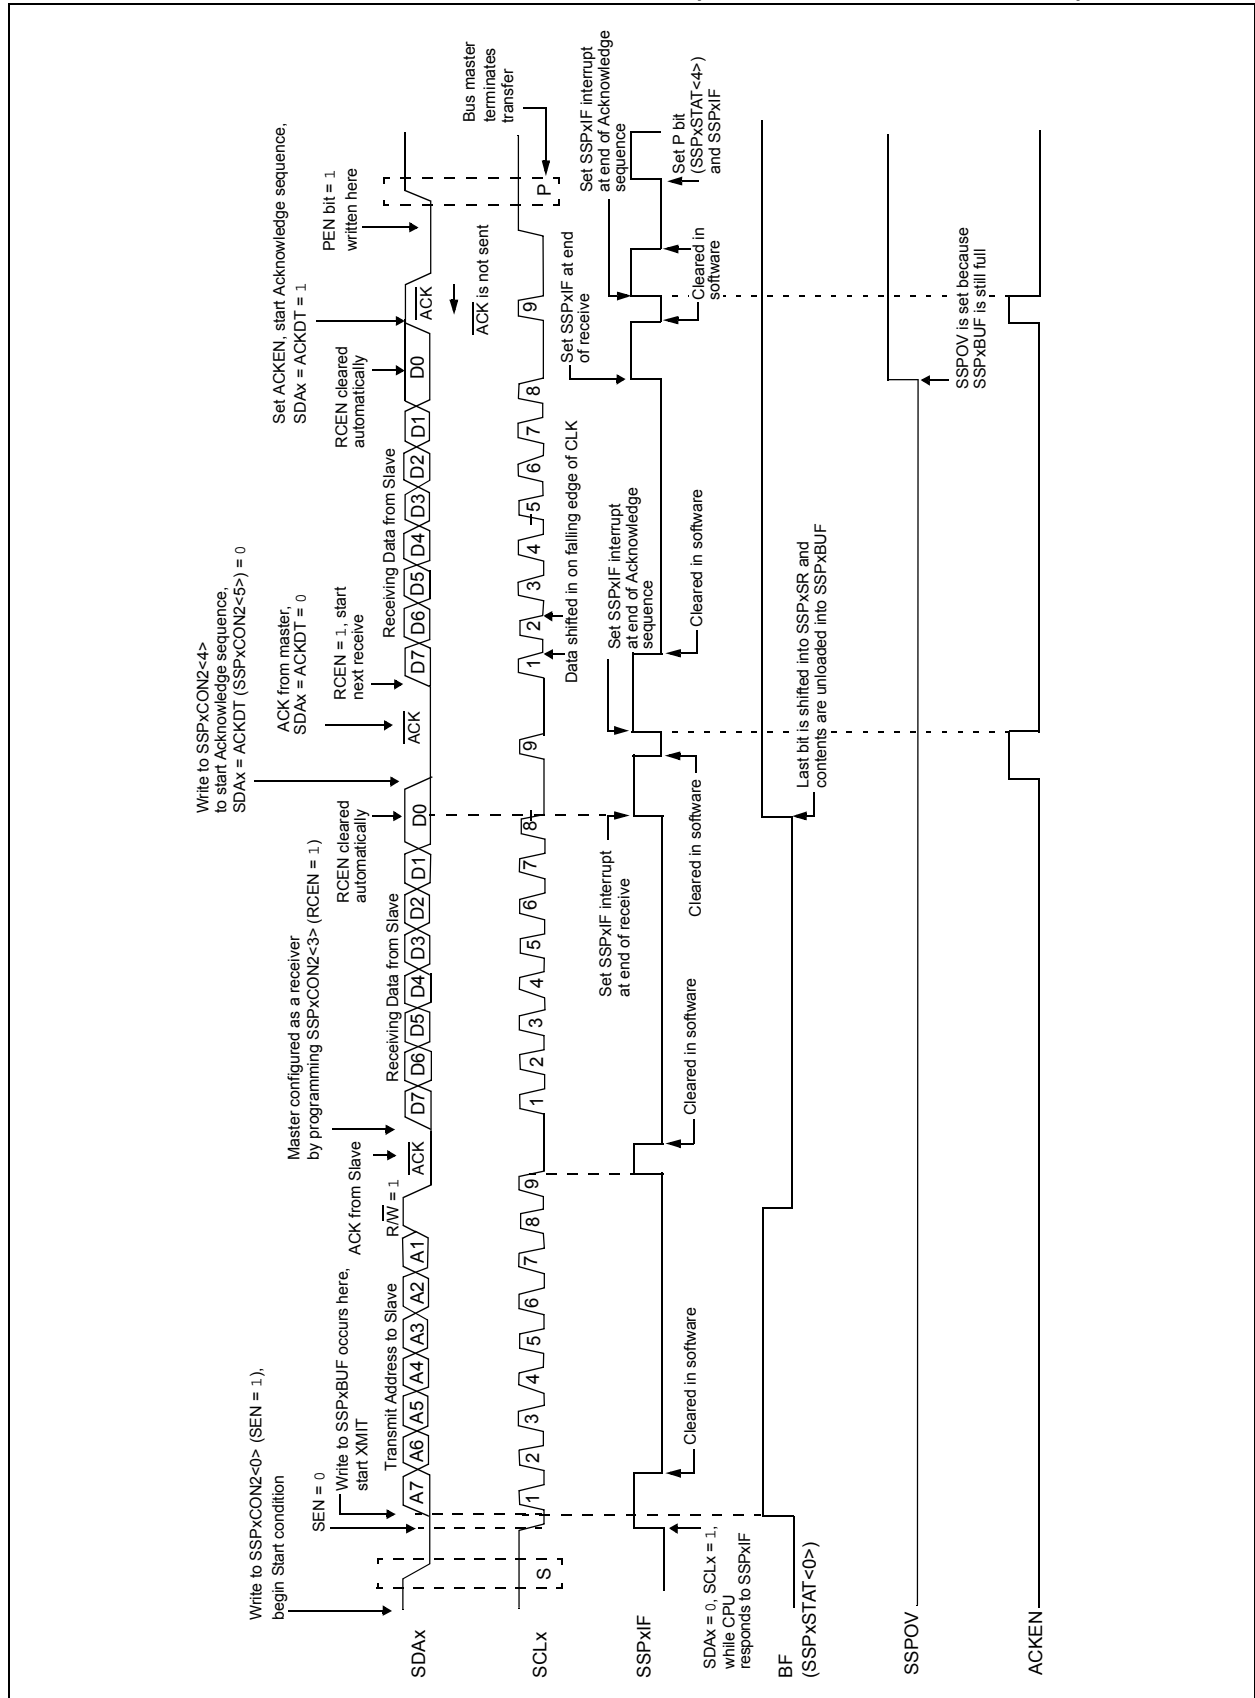 Write to SSPxCON2<0> (SEN = 1),
begin Start condition
SEN = 0
Write to SSPxBUF occurs here,
start XMIT
ACK from Slave
Master configured as a receiver
by programming SSPxCON2<3> (RCEN = 1)
RCEN cleared
automatically
Write to SSPxCON2<4>
to start Acknowledge sequence,
SDAx = ACKDT (SSPxCON2<5>) = 0
ACK from master,
SDAx = ACKDT = 0
RCEN = 1, start
next receive
RCEN cleared
automatically
Set ACKEN, start Acknowledge sequence,
SDAx = ACKDT = 1
PEN bit = 1
written here
Transmit Address to Slave
R/W = 1
Receiving Data from Slave
Receiving Data from Slave
SDAx
A7 A6 A5 A4 A3 A2 A1 ACK D7 D6 D5 D4 D3 D2 D1 D0 ACK D7 D6 D5 D4 D3 D2 D1 D0 ACK
ACK is not sent
Bus master
terminates
transfer
SCLx
S 1 2 3 4 5 6 7 8 9 1 2 3 4 5 6 7 8 9 1 2 3 4 5 6 7 8 9 P
Data shifted in on falling edge of CLK
Set SSPxIF interrupt
at end of receive
Set SSPxIF interrupt
at end of Acknowledge
sequence
Set SSPxIF at end
of receive
Set SSPxIF interrupt
at end of Acknowledge
sequence
SSPxIF
Cleared in software
Cleared in software
Cleared in software
Cleared in software
Cleared in
software
Set P bit
(SSPxSTAT<4>)
and SSPxIF
SDAx = 0, SCLx = 1,
while CPU
responds to SSPxIF
BF
(SSPxSTAT<0>)
Last bit is shifted into SSPxSR and
contents are unloaded into SSPxBUF
SSPOV
SSPOV is set because
SSPxBUF is still full
ACKEN